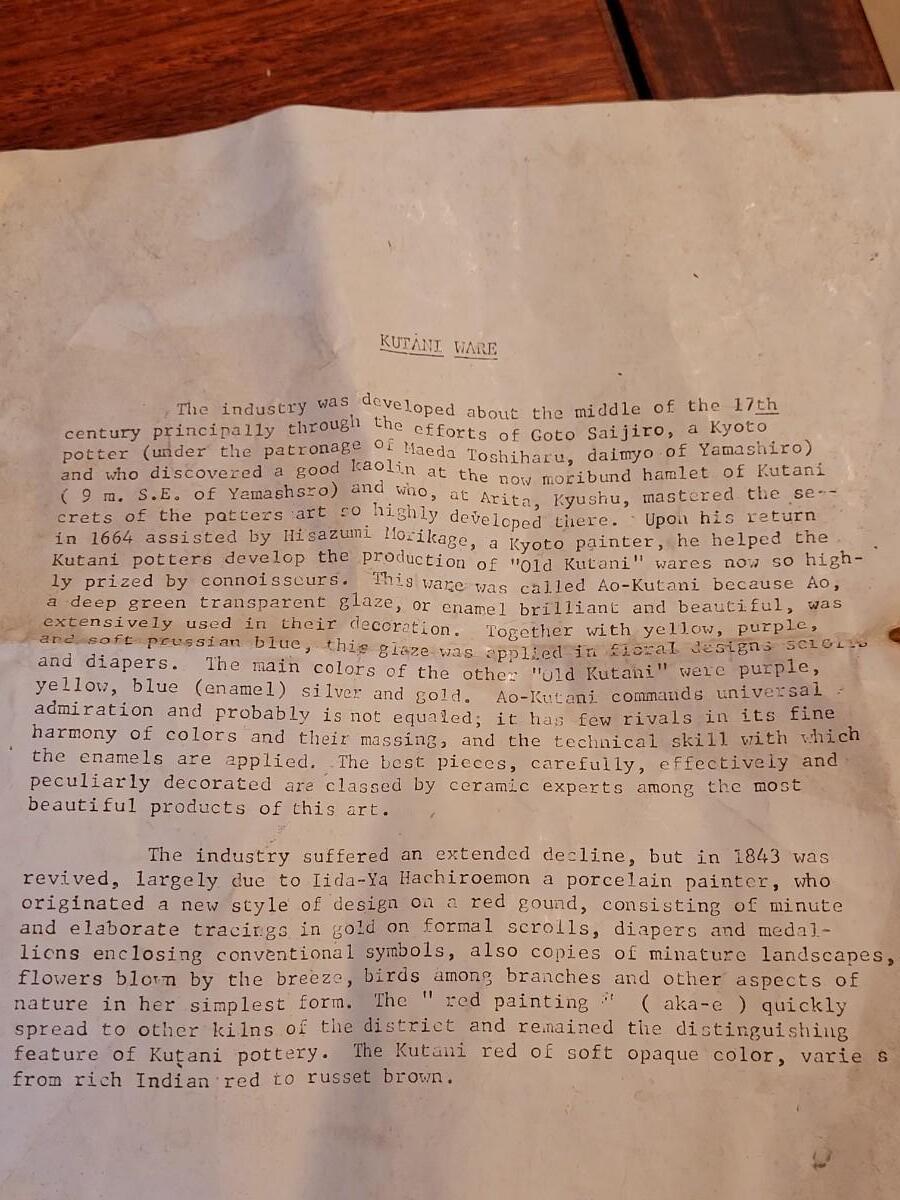 KUTANI WARE
The industry was developed about the middle of the 17th
century principally through the efforts of Goto Saijiro, a Kyoto
potter (under the patronage of Maeda Toshiharu, daimyo of Yamashiro)
and who discovered a good kaolin at the now moribund hamlet of Kutani
( 9 m. S.E. of Yamashsro) and who, at Arita, Kyushu, mastered the se--
crets of the potters art so highly developed there. Upon his return
in 1664 assisted by Hisazumi Morikage, a Kyoto painter, he helped the
Kutani potters develop the production of "Old Kutani" wares now so high-
ly prized by connoisseurs. This ware was called Ao-Kutani because Ao,
a deep green transparent glaze, or enamel brilliant and beautiful, was
extensively used in their decoration. Together with yellow, purple,
and soft prussian blue, this glaze was applied in floral designs scrolls
and diapers. The main colors of the other "old Kutani" were purple,
yellow, blue (enamel) silver and gold. Ao-Kutani commands universal
admiration and probably is not equaled; it has few rivals in its fine
harmony of colors and their massing, and the technical skill with which
the enamels are applied. The best pieces, carefully, effectively and
peculiarly decorated are classed by ceramic experts among the most
beautiful products of this art.
The industry suffered an extended decline, but in 1843 was
revived, largely due to Iida-Ya Hachiroemon a porcelain painter, who
originated a new style of design on a red gound, consisting of minute
and elaborate tracings in gold on formal scrolls, diapers and medal-
lions enclosing conventional symbols, also copies of minature landscapes,
flowers blown by the breeze, birds among branches and other aspects of
nature in her simplest form. The " red painting " ( aka-e ) quickly
spread to other kilns of the district and remained the distinguishing
feature of Kutani pottery. The Kutani red of soft opaque color, varie s
from rich Indian red to russet brown.